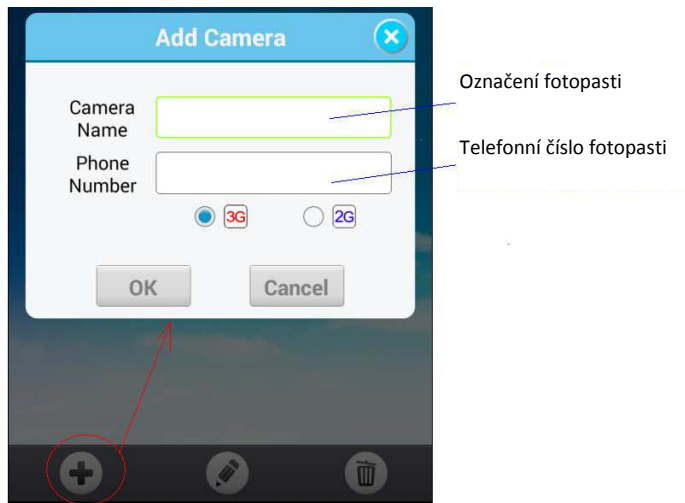 Add Camera
Označení fotopasti
Camera
Name
Telefonní číslo fotopasti
Phone
Number
3G 2G
OK Cancel